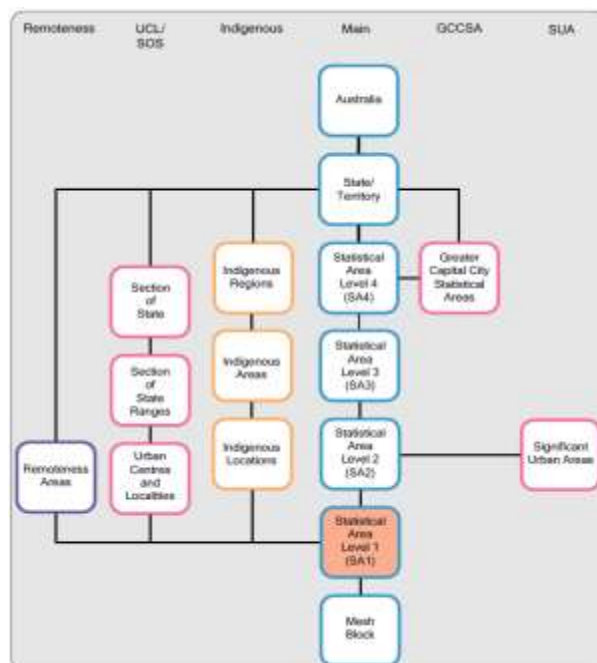 Remoteness
UCL/
SOS
Indigenous
Main
GCCSA
SUA
Australia
State/
Territory
Indigenous
Regions
Statistical
Area
Level 4
(SA4)
Greater
Capital City
Statistical
Areas
Section
of
State
Indigenous
Areas
Statistical
Area
Level 3
(SA3)
Section
of
State
Ranges
Remoteness
Areas
Urban
Centres
and
Localities
Indigenous
Locations
Statistical
Area
Level 2
(SA2)
Significant
Urban Areas
Statistical
Area
Level 1
(SA1)
Mesh
Block